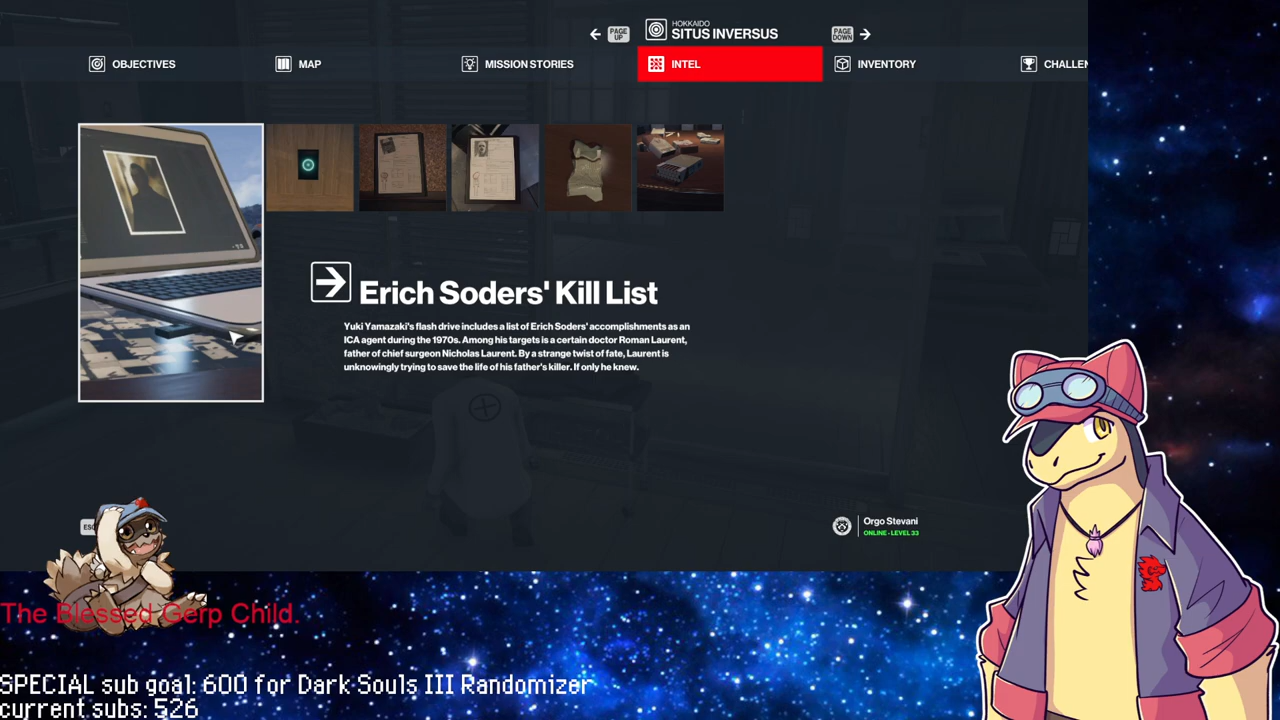 HOKKAIDO
PAGE UP
SITUS INVERSUS
PAGE DOWN
OBJECTIVES
MAP
MISSION STORIES
INTEL
INVENTORY
CHALLEN
Erich Soders' Kill List
Yuki Yamazaki's flash drive includes a list of Erich Soders' accomplishments as an
ICA agent during the 1970s. Among his targets is a certain doctor Roman Laurent,
father of chief surgeon Nicholas Laurent. By a strange twist of fate, Laurent is
unknowingly trying to save the life of his father's killer. If only he knew.
ESC
Orgo Stevani
ONLINE - LEVEL 33
The Blessed Gerp Child.
SPECIAL sub goal: 600 for Dark Souls III Randomizer
current subs: 526